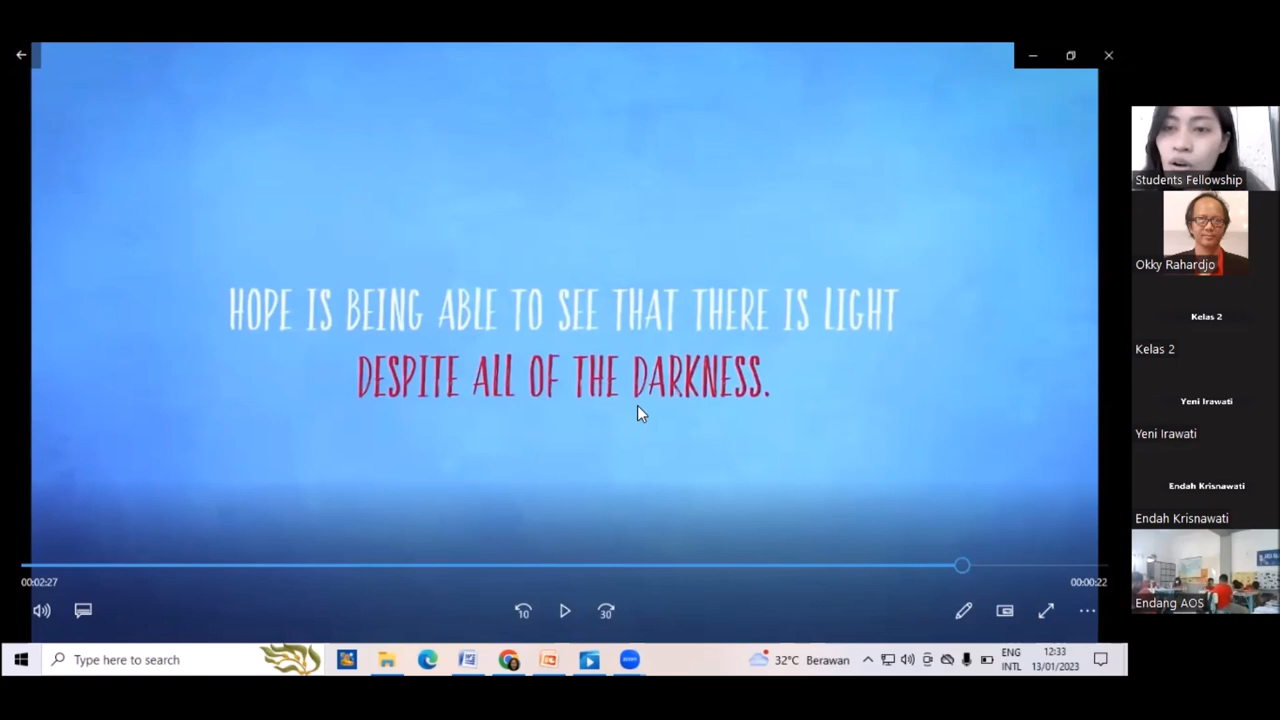 HOPE IS BEING ABLE TO SEE THAT THERE IS LIGHT
DESPITE ALL OF THE DARKNESS.
00:02:27
00:00:22
10
30
Type here to search
32°C Berawan
ENG
INTL
12:33
13/01/2023
Students Fellowship
Okky Rahardjo
Kelas 2
Kelas 2
Yeni Irawati
Yeni Irawati
Endah Krisnawati
Endah Krisnawati
Endang AOS